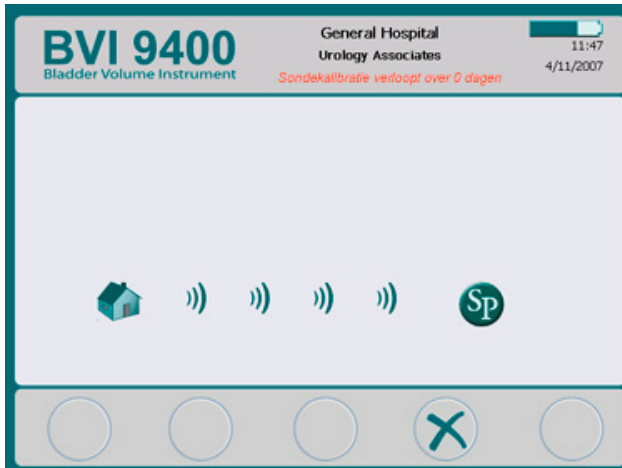 BVI 9400
Bladder Volume Instrument
General Hospital
Urology Associates
Sondekalibratie verloopt over 0 dagen
11:47
4/11/2007
SP